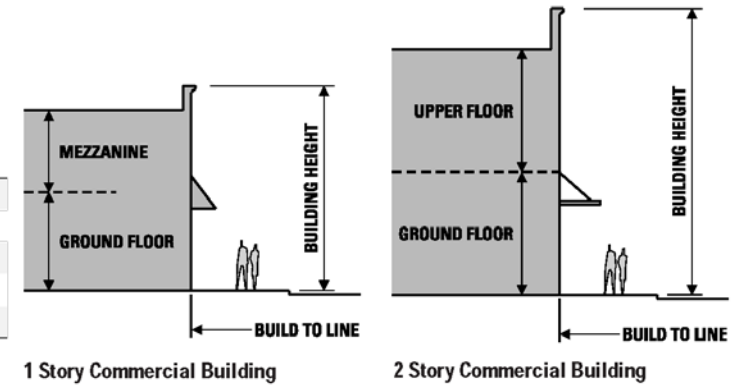 MEZZANINE
GROUND FLOOR
BUILDING HEIGHT
BUILD TO LINE
1 Story Commercial Building
UPPER FLOOR
GROUND FLOOR
BUILDING HEIGHT
BUILD TO LINE
2 Story Commercial Building